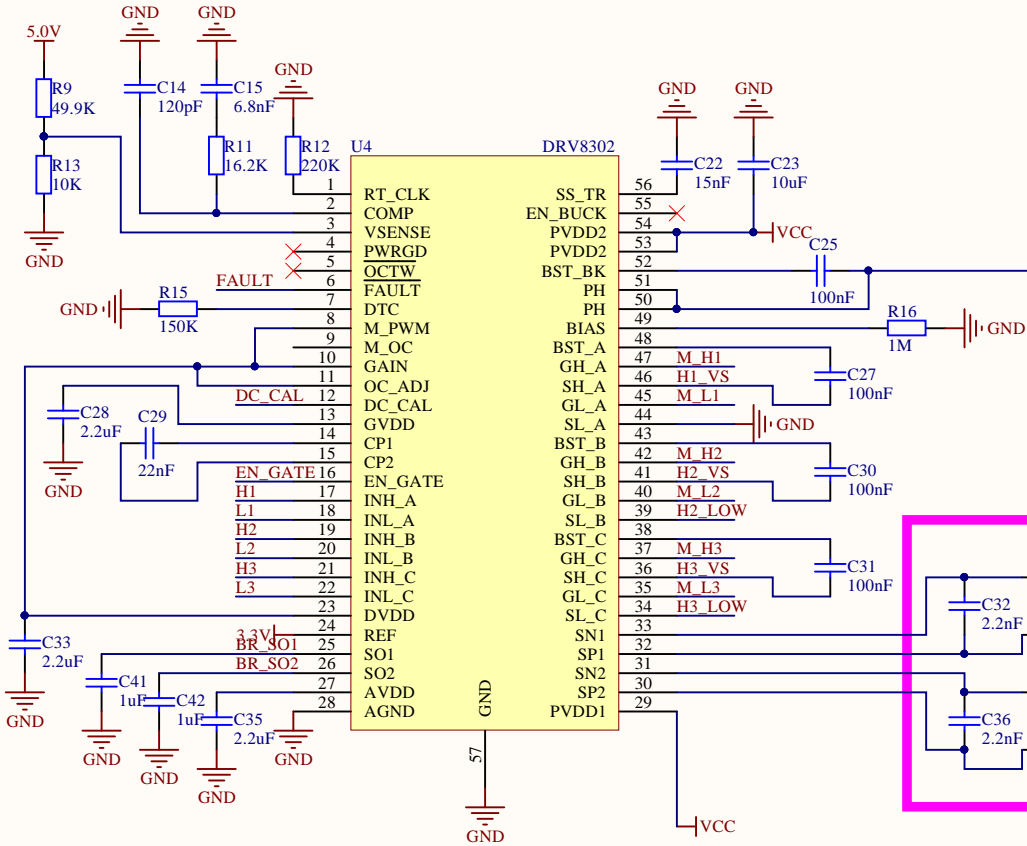 GND
GND
5.0V
GND
R9
49.9K
C14
120pF
C15
6.8nF
R13
10K
R11
16.2K
R12
220K
GND
GND
GND
C22
15nF
C23
10uF
U4
DRV8302
1
RT_CLK
2
COMP
3
VSENSE
4
PWRGD
5
OCTW
6
FAULT
7
DTC
8
M_PWM
9
M_OC
10
GAIN
11
OC_ADJ
12
DC_CAL
13
GVDD
14
CP1
15
CP2
16
EN_GATE
17
INH_A
18
INL_A
19
INH_B
20
INL_B
21
INH_C
22
INL_C
23
DVDD
24
REF
25
SO1
26
SO2
27
AVDD
28
AGND
GND
57
GND
SS_TR
56
EN_BUCK
55
PVDD2
54
PVDD2
53
BST_BK
52
PH
51
PH
50
BIAS
49
BST_A
48
GH_A
47
SH_A
46
GL_A
45
SL_A
44
BST_B
43
GH_B
42
SH_B
41
GL_B
40
SL_B
39
BST_C
38
GH_C
37
SH_C
36
GL_C
35
SL_C
34
SN1
33
SP1
32
SN2
31
SP2
30
PVDD1
29
FAULT
GND
R15
150K
DC_CAL
C28
2.2uF
GND
C29
22nF
EN_GATE
H1
L1
H2
L2
H3
L3
3.3V
BR_SO1
BR_SO2
C33
2.2uF
GND
C41
1uF
GND
C42
1uF
GND
C35
2.2uF
GND
GND
VCC
C25
100nF
R16
1M
GND
M_H1
H1_VS
M_L1
C27
100nF
GND
M_H2
H2_VS
M_L2
H2_LOW
C30
100nF
M_H3
H3_VS
M_L3
H3_LOW
C31
100nF
C32
2.2nF
C36
2.2nF
VCC